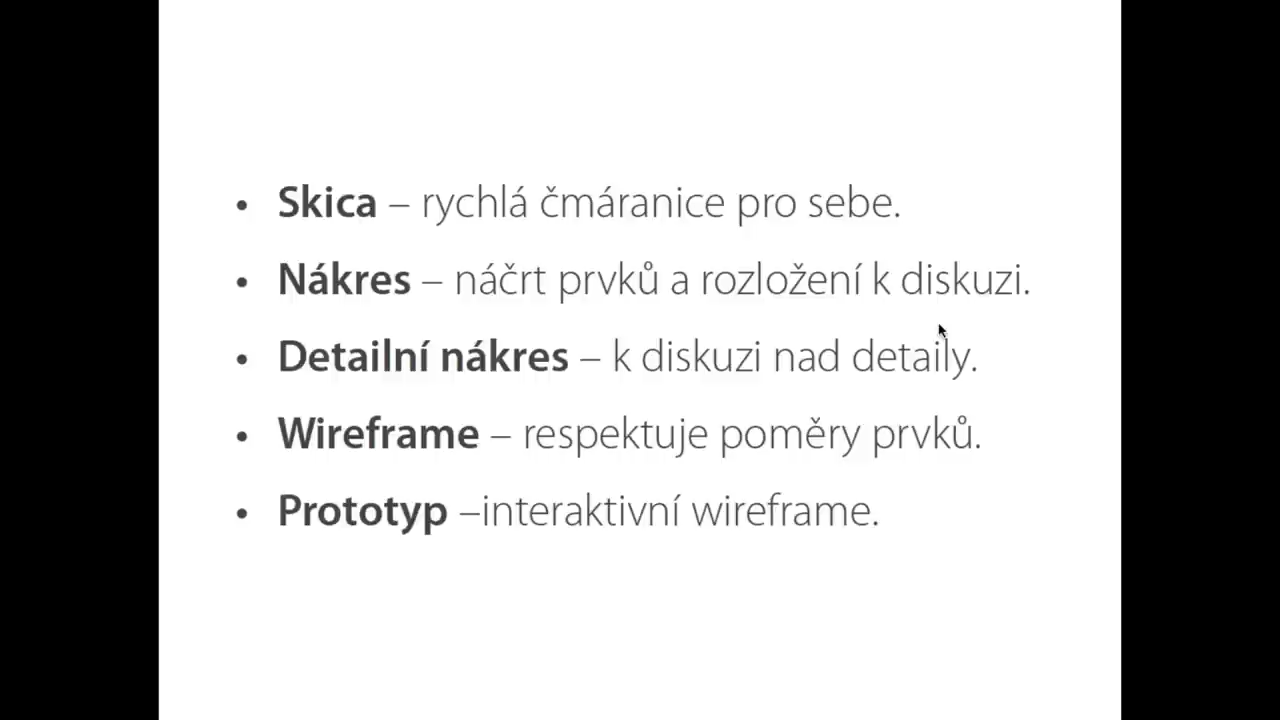 • Skica – rychlá čmáranice pro sebe.
• Nákres – náčrt prvků a rozložení k diskuzi.
• Detailní nákres – k diskuzi nad detaily.
• Wireframe – respektuje poměry prvků.
• Prototyp –interaktivní wireframe.